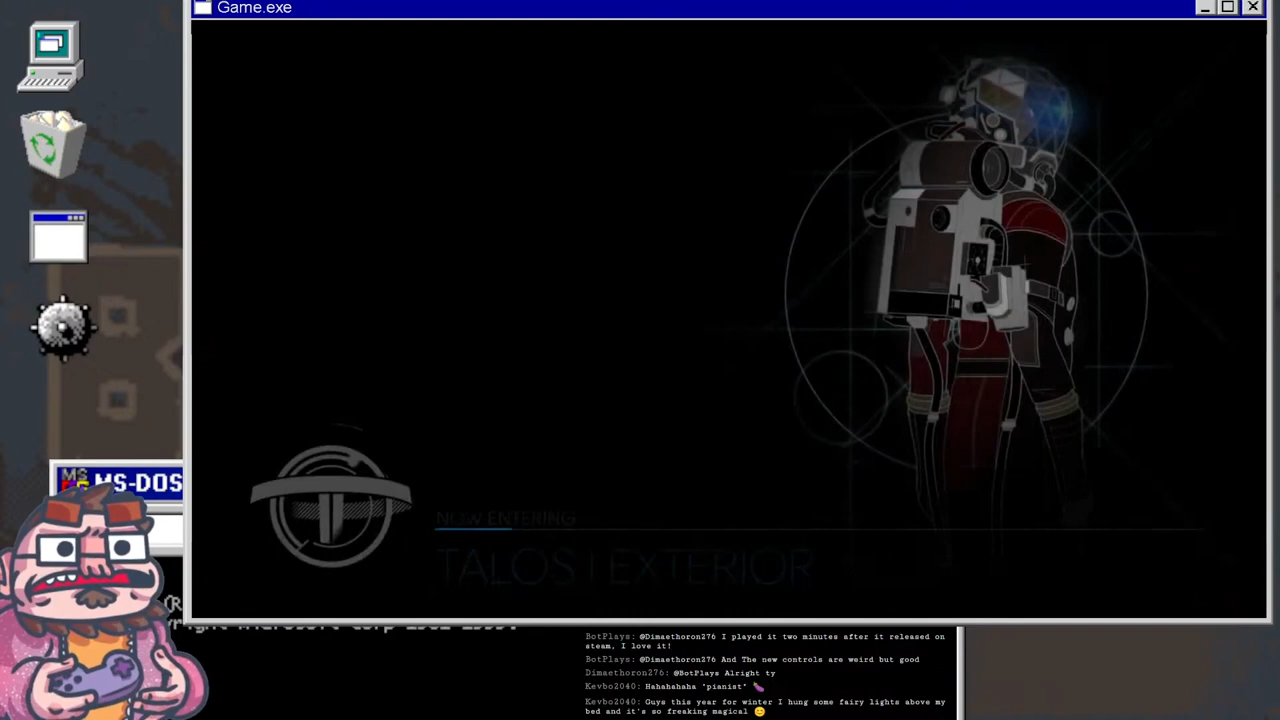 Game.exe
NOW ENTERING
TALOS I EXTERIOR
MS-DOS
BotPlays: @Dimaethoron276 I played it two minutes after it released on
steam, I love it!
BotPlays: @Dimaethoron276 And The new controls are weird but good
Dimaethoron276: @BotPlays Alright ty
Kevbo2040: Hahahahaha 'pianist' 🍆
Kevbo2040: Guys this year for winter I hung some fairy lights above my
bed and it's so freaking magical 😊